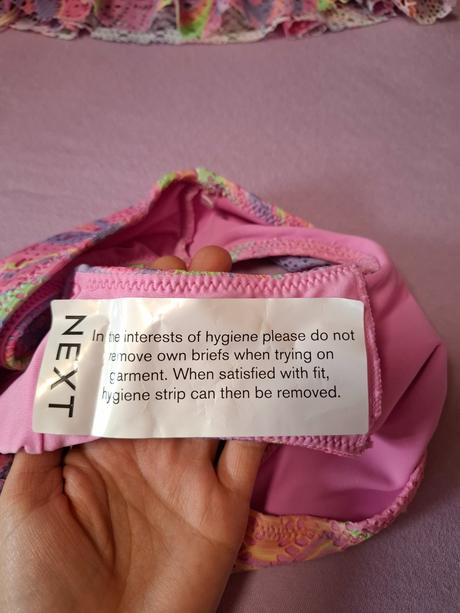 NEXT
In the interests of hygiene please do not
remove own briefs when trying on
garment. When satisfied with fit,
hygiene strip can then be removed.